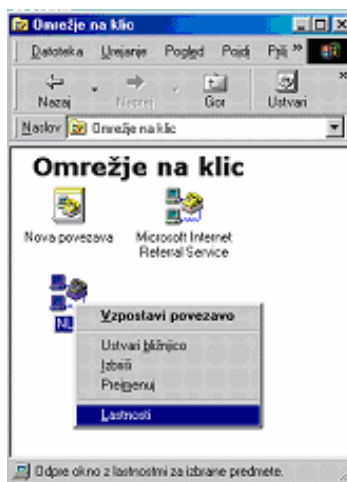 Omrežje na klic
Datoteka Urejanje Pogled Pojdi Prilj »
Nazaj Naprej Gor Ustvari »
Naslov Omrežje na klic
Omrežje na klic
Nova povezava
Microsoft Internet
Referral Service
Vzpostavi povezavo
Ustvari bližnjico
Izbriši
Preimenuj
Lastnosti
Odpre okno z lastnostmi za izbrane predmete.